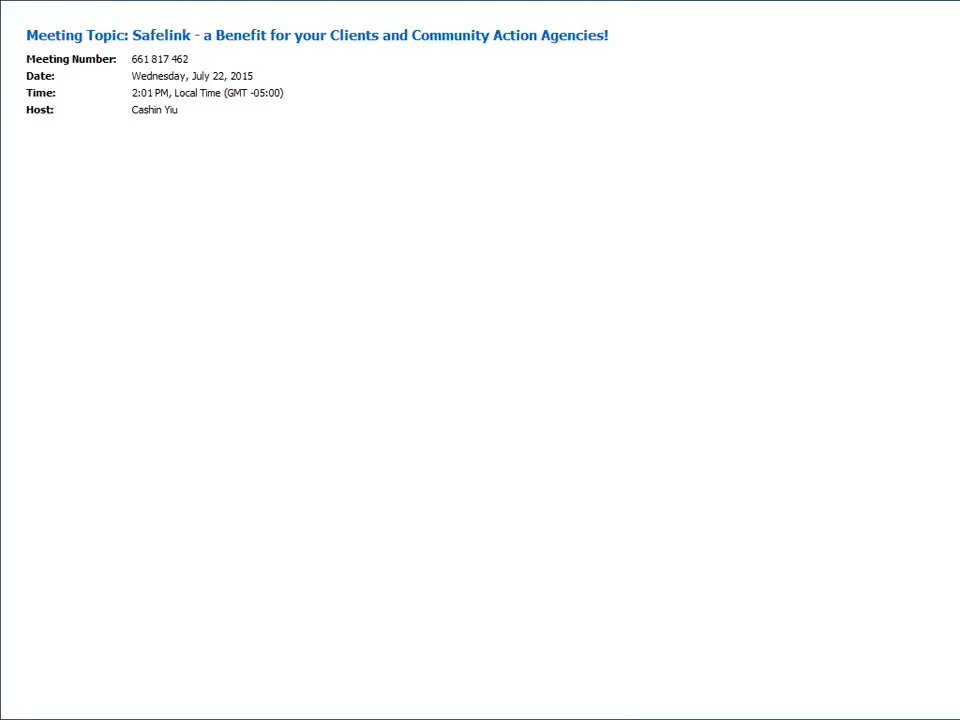 Meeting Topic: Safelink - a Benefit for your Clients and Community Action Agencies!
Meeting Number: 661 817 462
Date: Wednesday, July 22, 2015
Time: 2:01 PM, Local Time (GMT -05:00)
Host: Cashin Yiu